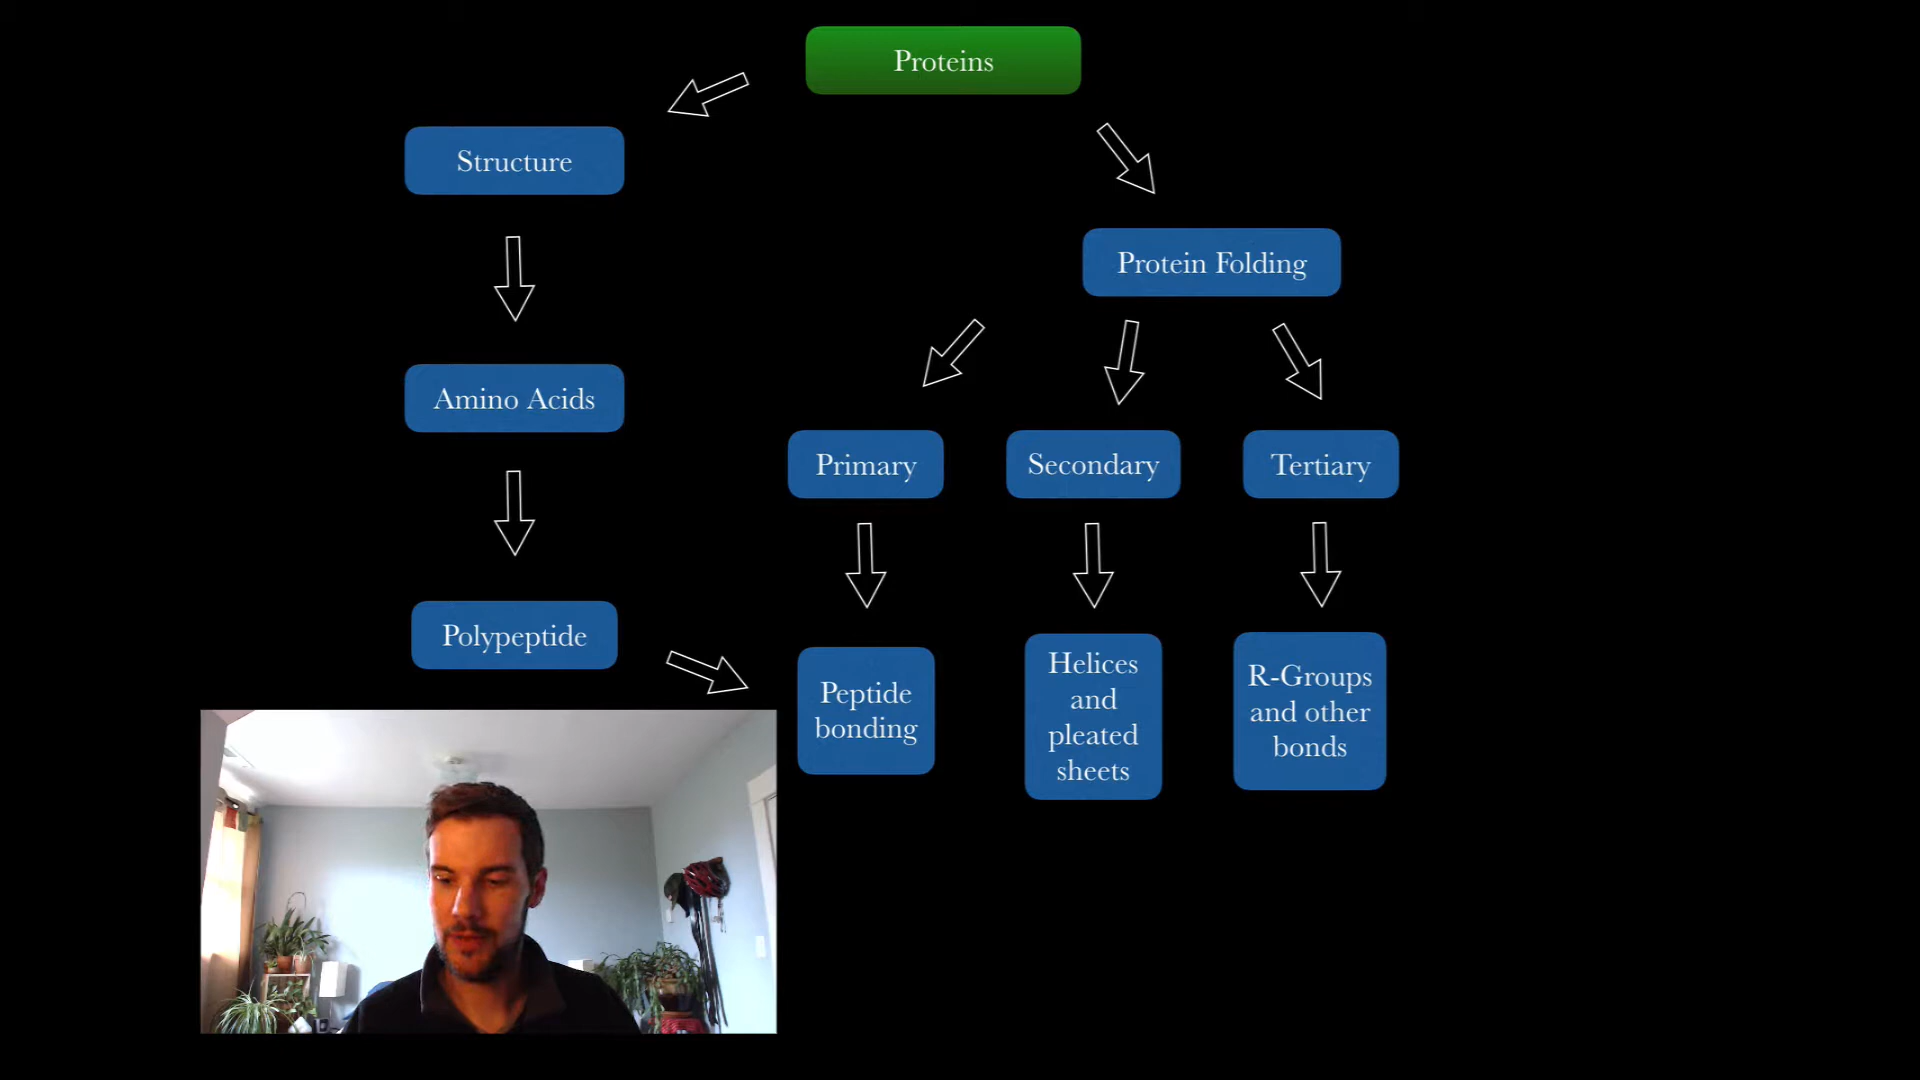 Proteins
Structure
Protein Folding
Amino Acids
Primary
Secondary
Tertiary
Polypeptide
Peptide
bonding
Helices
and
pleated
sheets
R-Groups
and other
bonds